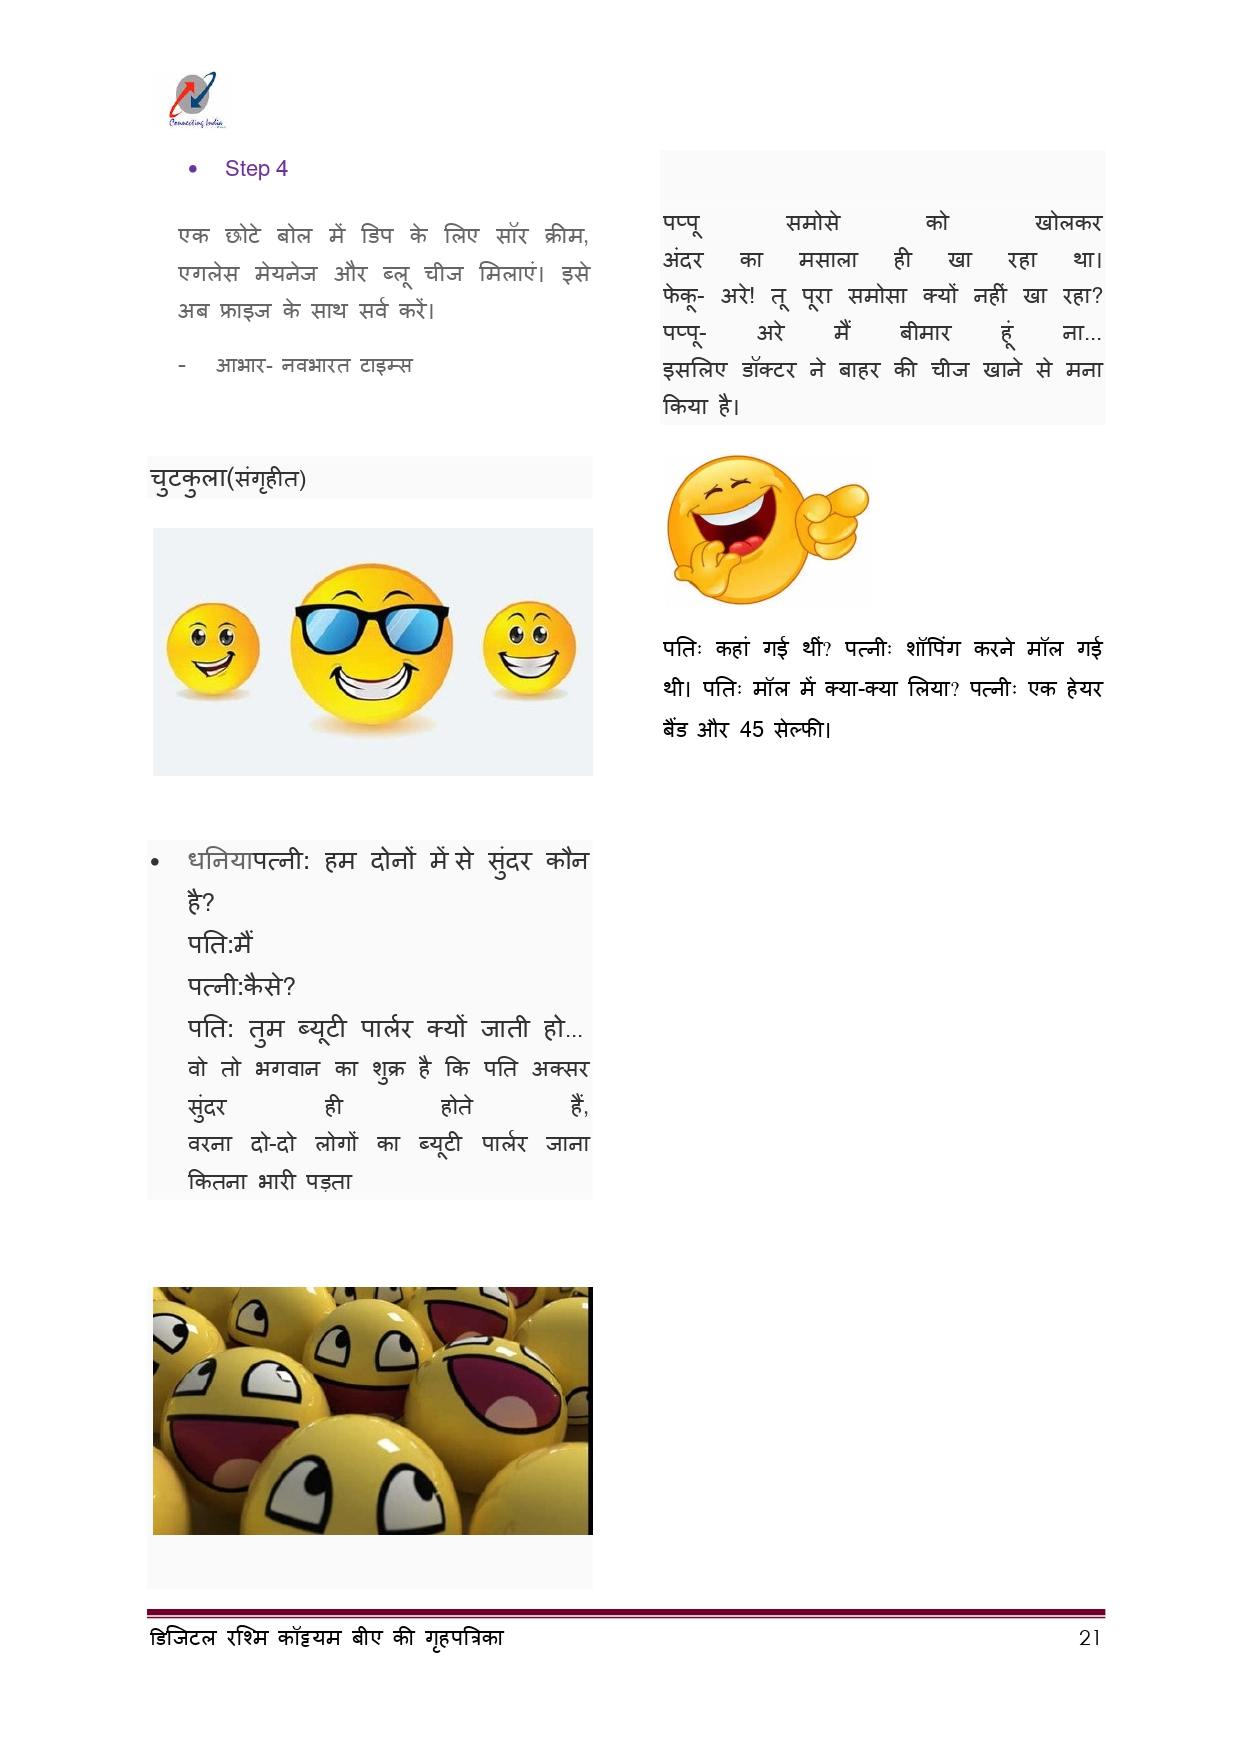 Connecting India
• Step 4
एक छोटे बोल में डिप के लिए सॉर क्रीम,
एगलेस मेयनेज और ब्लू चीज मिलाएं। इसे
अब फ्राइज के साथ सर्व करें।
- आभार- नवभारत टाइम्स
चुटकुला(संगृहीत)
• धनियापत्नी: हम दोनों में से सुंदर कौन
है?
पति:मैं
पत्नी:कैसे?
पति: तुम ब्यूटी पार्लर क्यों जाती हो...
वो तो भगवान का शुक्र है कि पति अक्सर
सुंदर ही होते हैं,
वरना दो-दो लोगों का ब्यूटी पार्लर जाना
कितना भारी पड़ता
पप्पू समोसे को खोलकर
अंदर का मसाला ही खा रहा था।
फेकू- अरे! तू पूरा समोसा क्यों नहीं खा रहा?
पप्पू- अरे मैं बीमार हूं ना...
इसलिए डॉक्टर ने बाहर की चीज खाने से मना
किया है।
पतिः कहां गई थीं? पत्नीः शॉपिंग करने मॉल गई
थी। पतिः मॉल में क्या-क्या लिया? पत्नीः एक हेयर
बैंड और 45 सेल्फी।
डिजिटल रश्मि कॉट्टयम बीए की गृहपत्रिका 21